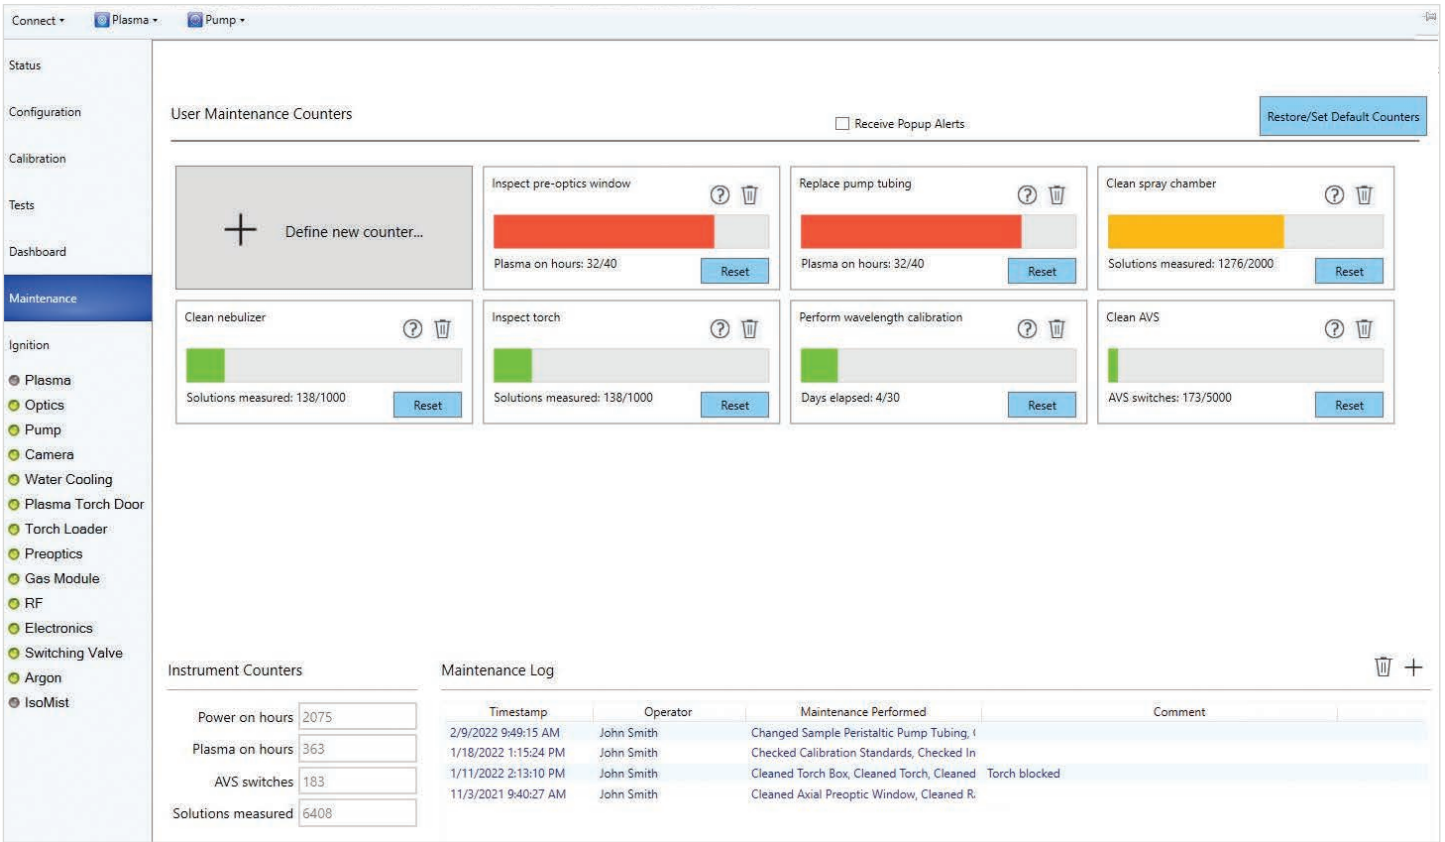 Connect Plasma Pump
Status
Configuration
Calibration
Tests
Dashboard
Maintenance
Ignition
Plasma
Optics
Pump
Camera
Water Cooling
Plasma Torch Door
Torch Loader
Preoptics
Gas Module
RF
Electronics
Switching Valve
Argon
IsoMist
User Maintenance Counters
Receive Popup Alerts
Restore/Set Default Counters
Define new counter...
Inspect pre-optics window
Plasma on hours: 32/40
Reset
Replace pump tubing
Plasma on hours: 32/40
Reset
Clean spray chamber
Solutions measured: 1276/2000
Reset
Clean nebulizer
Solutions measured: 138/1000
Reset
Inspect torch
Solutions measured: 138/1000
Reset
Perform wavelength calibration
Days elapsed: 4/30
Reset
Clean AVS
AVS switches: 173/5000
Reset
Instrument Counters
Power on hours 2075
Plasma on hours 363
AVS switches 183
Solutions measured 6408
Maintenance Log
Timestamp Operator Maintenance Performed Comment
2/9/2022 9:49:15 AM John Smith Changed Sample Peristaltic Pump Tubing,
1/18/2022 1:15:24 PM John Smith Checked Calibration Standards, Checked In
1/11/2022 2:13:10 PM John Smith Cleaned Torch Box, Cleaned Torch, Cleaned Torch blocked
11/3/2021 9:40:27 AM John Smith Cleaned Axial Preoptic Window, Cleaned R